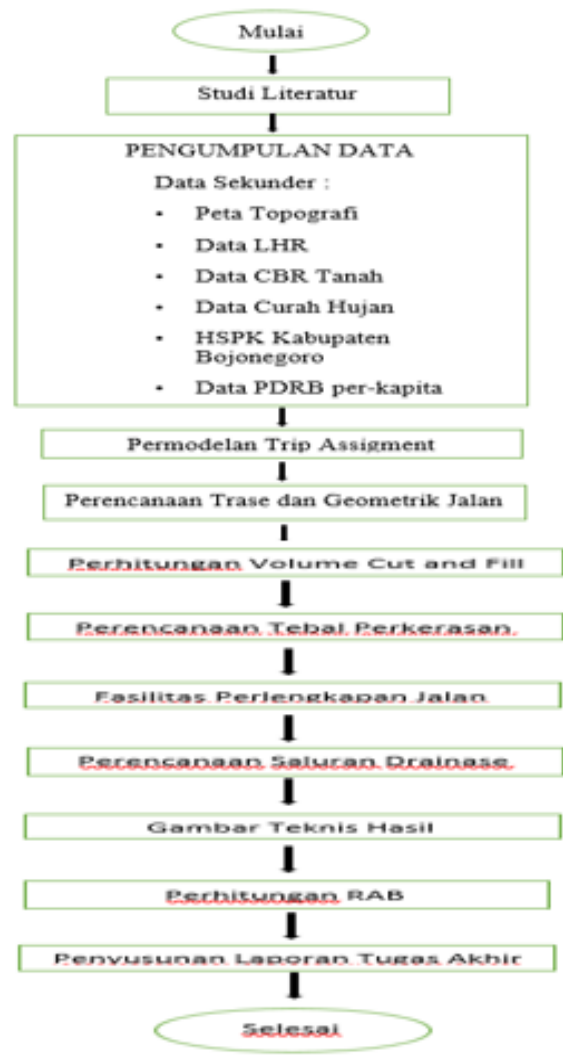 Mulai
Studi Literatur
PENGUMPULAN DATA
Data Sekunder :
• Peta Topografi
• Data LHR
• Data CBR Tanah
• Data Curah Hujan
• HSPK Kabupaten
Bojonegoro
• Data PDRB per-kapita
Permodelan Trip Assigment
Perencanaan Trase dan Geometrik Jalan
Perhitungan Volume Cut and Fill
Perencanaan Tebal Perkerasan
Fasilitas Perlengkapan Jalan
Perencanaan Saluran Drainase
Gambar Teknis Hasil
Perhitungan RAB
Penyusunan Laporan Tugas Akhir
Selesai